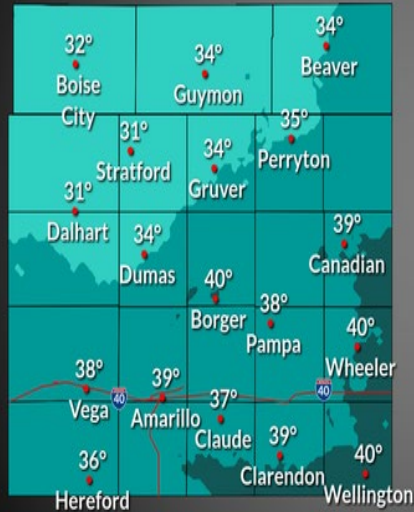 34°
Beaver
32°
Boise
City
34°
Guymon
35°
Perryton
31°
Stratford
34°
Gruver
31°
Dalhart
34°
Dumas
39°
Canadian
40°
Borger
38°
Pampa
40°
Wheeler
38°
Vega
40
39°
Amarillo
37°
Claude
40
36°
Hereford
39°
Clarendon
40°
Wellington